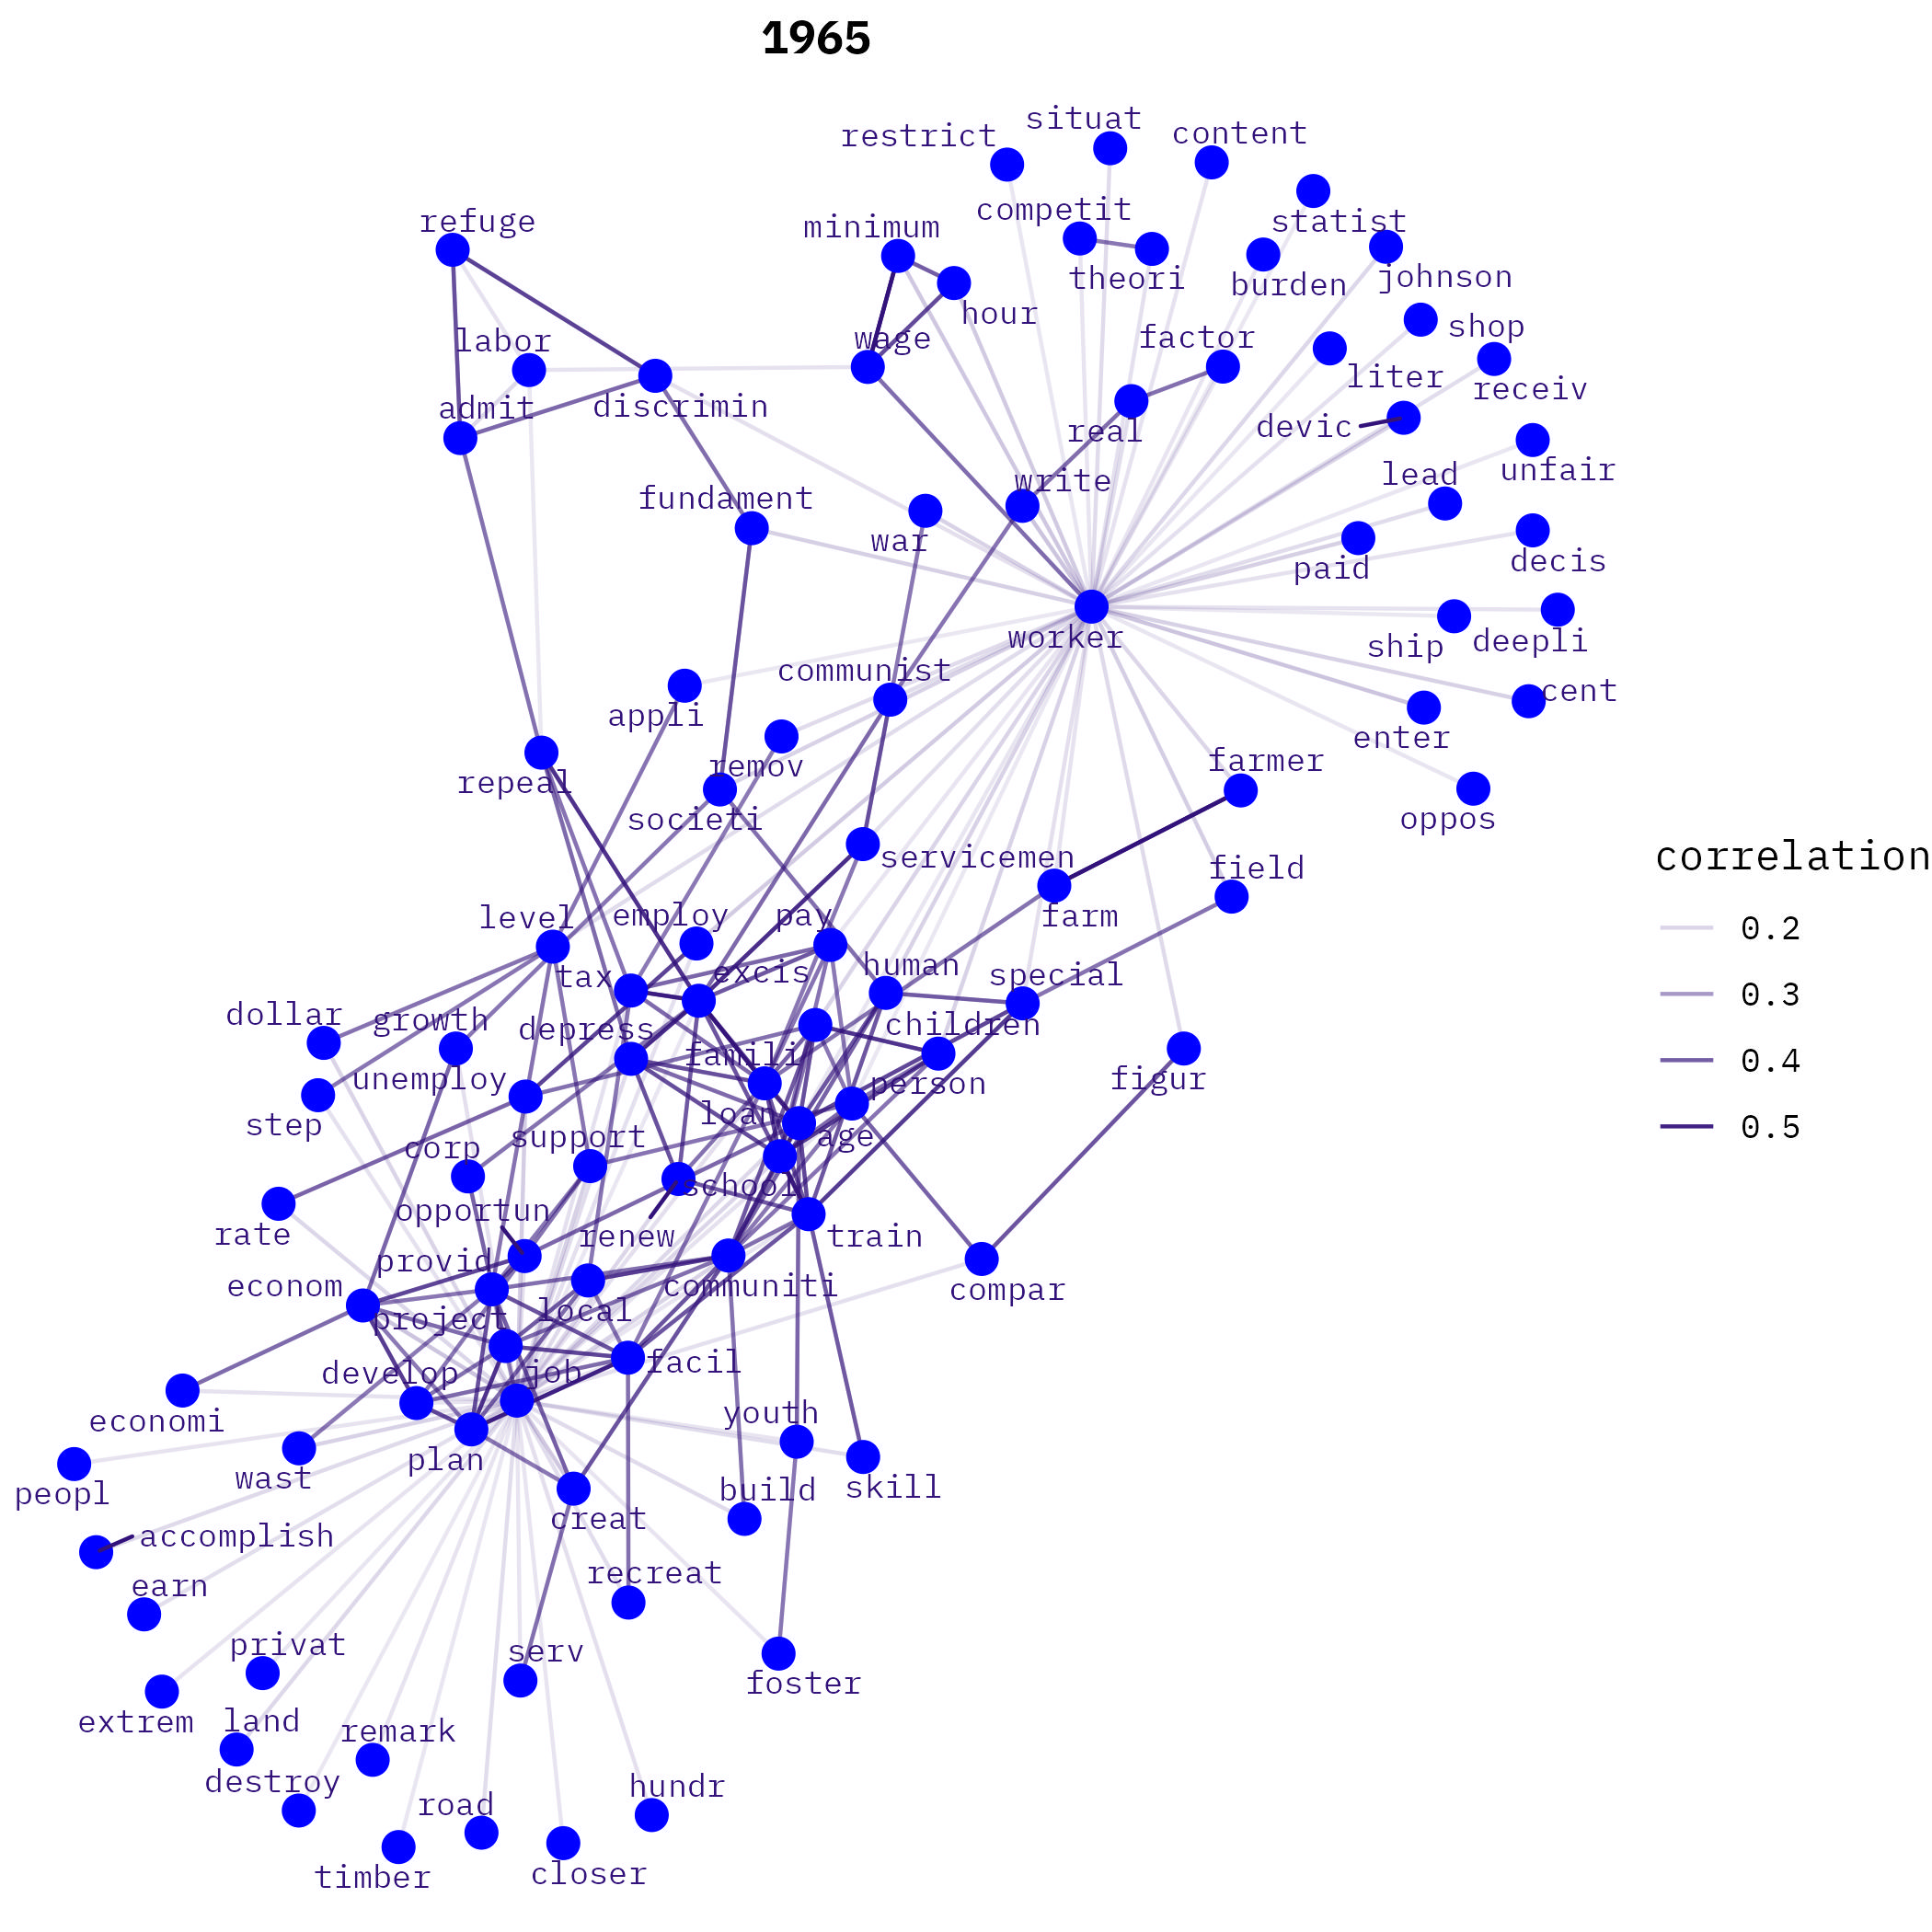 1965
situat
restrict
content
competit
statist
refuge
minimum
theori
johnson
burden
hour
shop
labor
wage
factor
liter
receiv
admit
discrimin
real
devic
lead
unfair
fundament
write
war
paid
decis
worker
ship
deepli
communist
cent
appli
enter
repeal
remov
farmer
societi
oppos
servicemen
field
level
employ
pay
farm
tax
excis
human
special
dollar
growth
depress
children
unemploy
famili
person
figur
step
loan
age
corp
support
school
opportun
rate
renew
train
provid
econom
communiti
compar
project
local
develop
job
facil
economi
youth
plan
wast
build
skill
peopl
creat
accomplish
recreat
earn
privat
serv
foster
extrem
land
remark
destroy
hundr
road
timber
closer
correlation
0.2
0.3
0.4
0.5